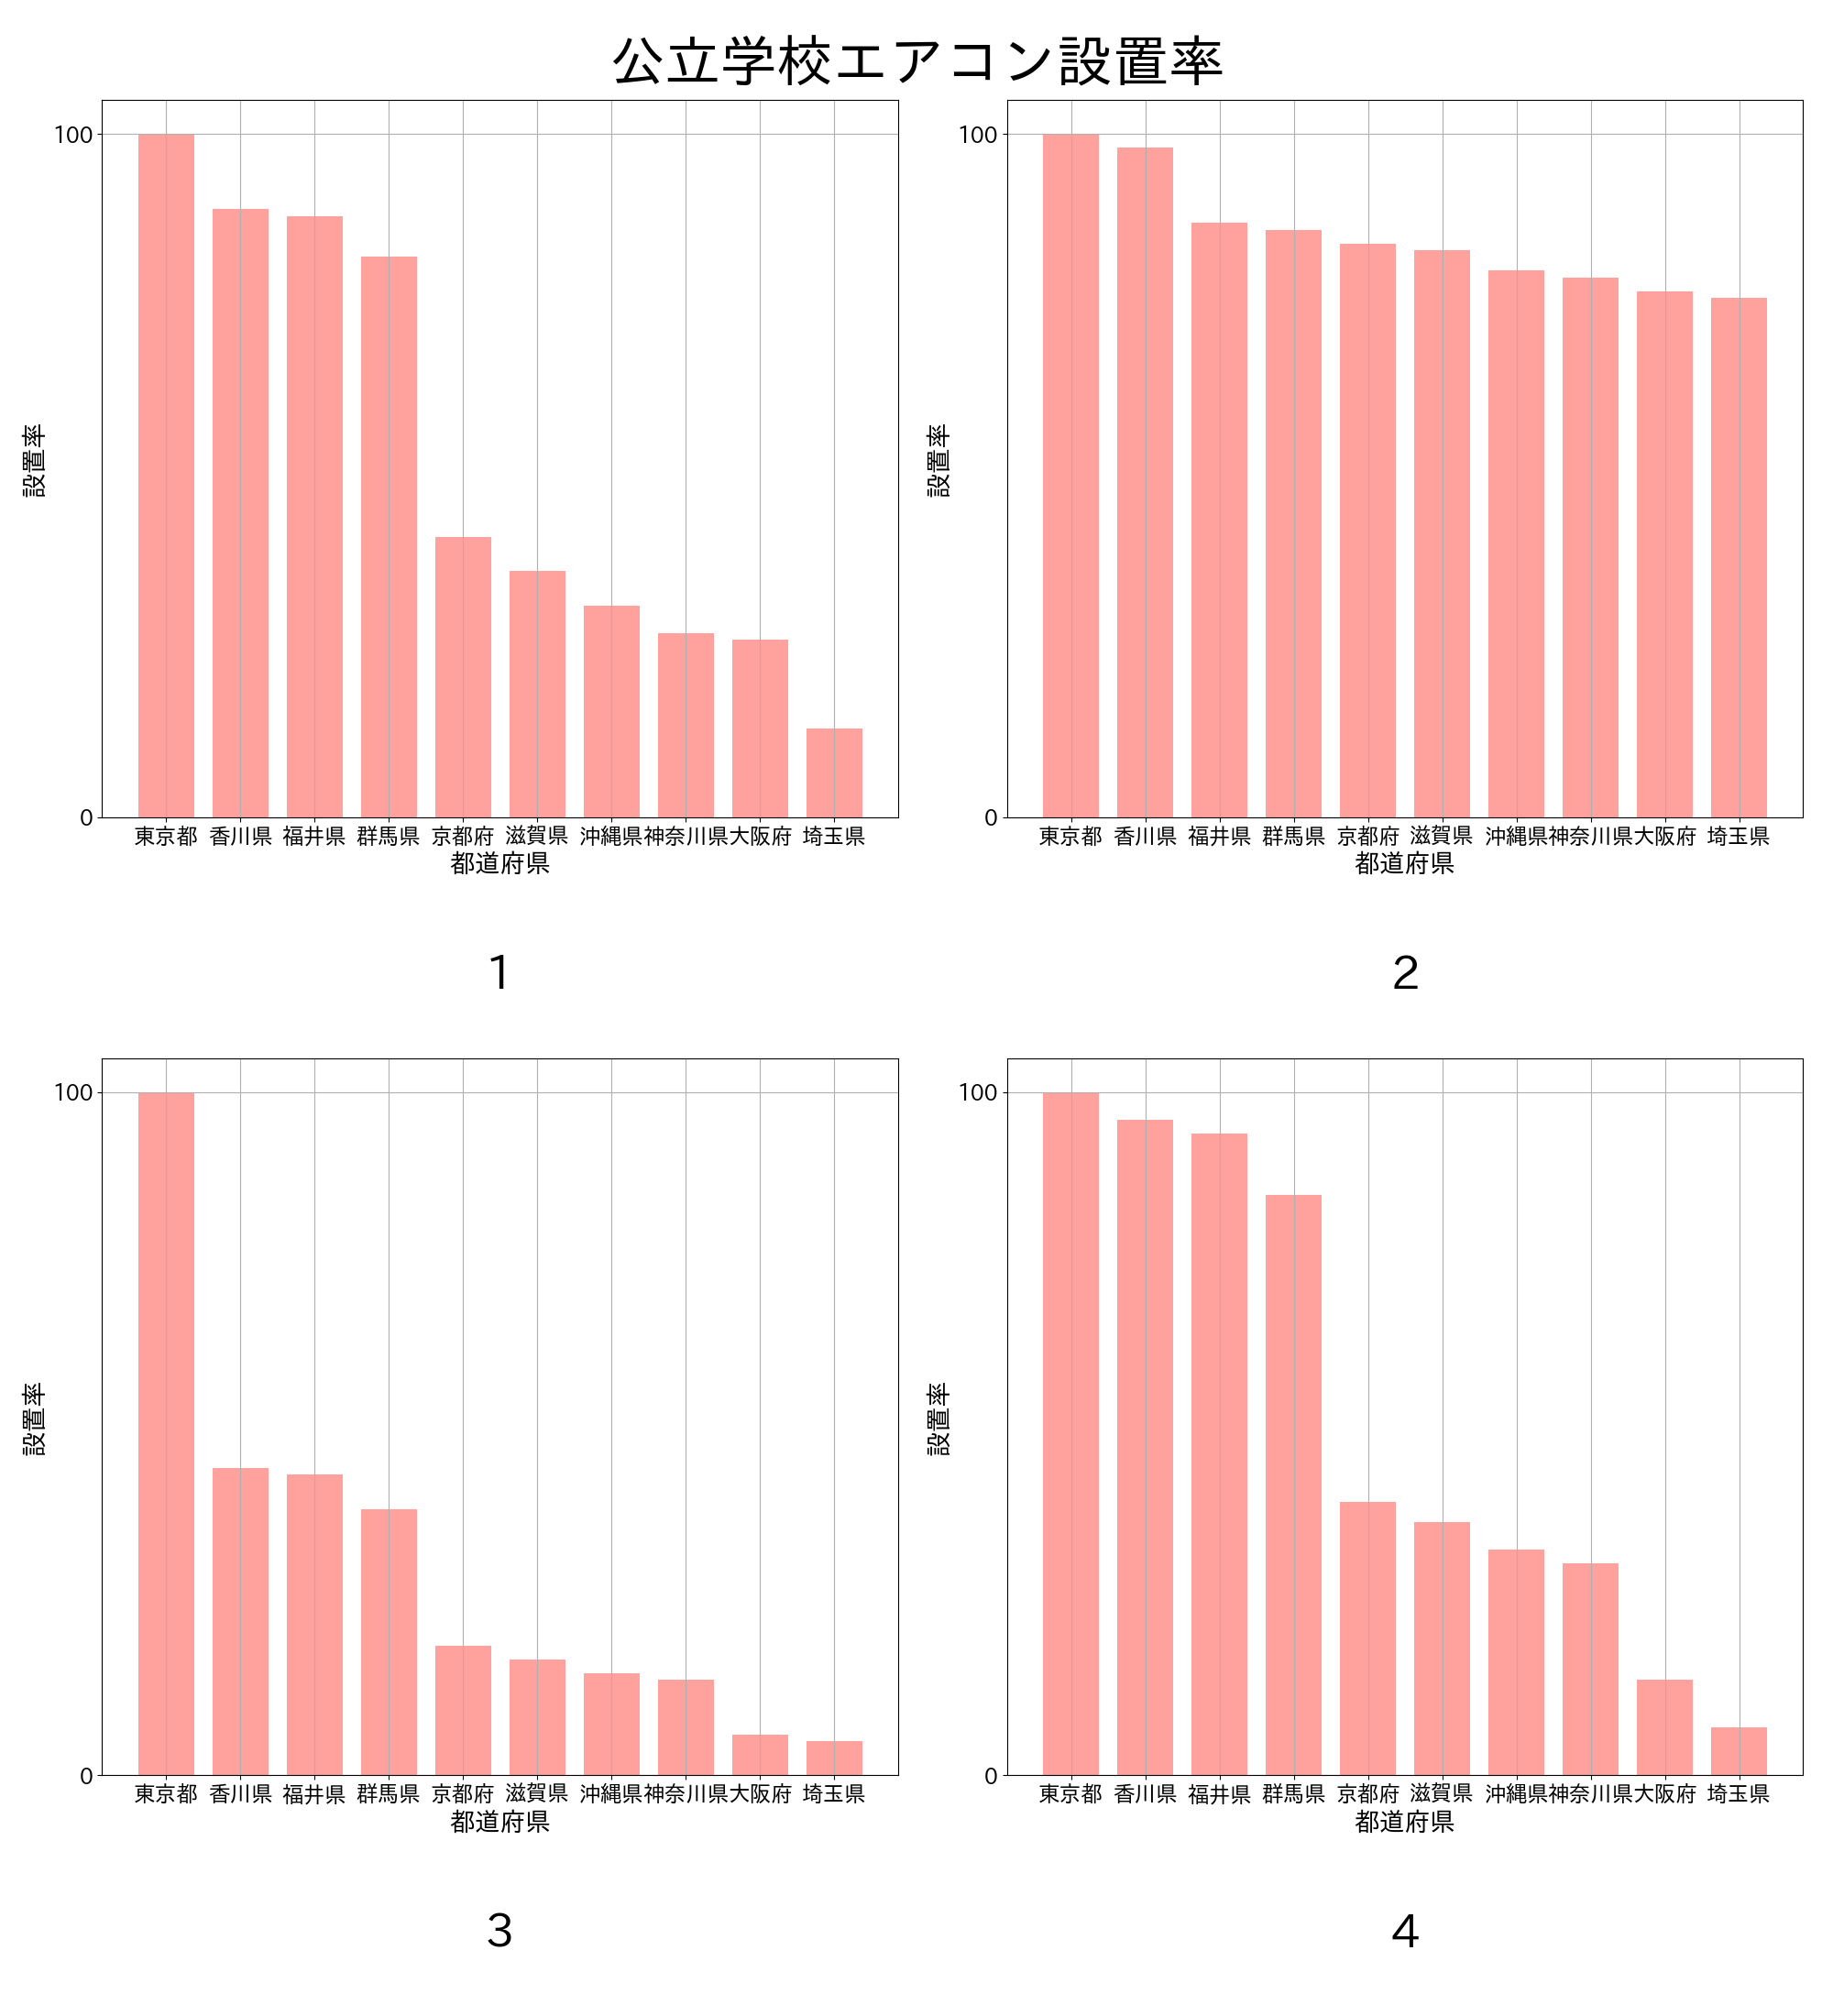 公立学校エアコン設置率
100
0
設置率
東京都 香川県 福井県 群馬県 京都府 滋賀県 沖縄県 神奈川県 大阪府 埼玉県
都道府県
1
100
0
設置率
東京都 香川県 福井県 群馬県 京都府 滋賀県 沖縄県 神奈川県 大阪府 埼玉県
都道府県
2
100
0
設置率
東京都 香川県 福井県 群馬県 京都府 滋賀県 沖縄県 神奈川県 大阪府 埼玉県
都道府県
3
100
0
設置率
東京都 香川県 福井県 群馬県 京都府 滋賀県 沖縄県 神奈川県 大阪府 埼玉県
都道府県
4